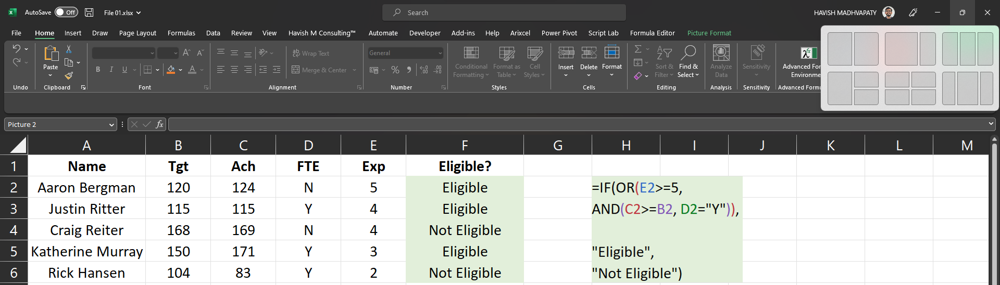 AutoSave Off File 01.xlsx Search HAVISH MADHVAPATY
File Home Insert Draw Page Layout Formulas Data Review View Havish M Consulting™ Automate Developer Add-ins Help Arixcel Power Pivot Script Lab Formula Editor Picture Format
Wrap Text General
Paste B I U A Merge & Center % Conditional Formatting Format as Table Cell Styles Insert Delete Format Sort & Filter Find & Select Analyze Data Sensitivity Advanced For Environme
Undo Clipboard Font Alignment Number Styles Cells Editing Analysis Sensitivity Advanced Formu
Picture 2 fx
A B C D E F G H I J K L M
1 Name Tgt Ach FTE Exp Eligible?
2 Aaron Bergman 120 124 N 5 Eligible =IF(OR(E2>=5,
3 Justin Ritter 115 115 Y 4 Eligible AND(C2>=B2, D2="Y")),
4 Craig Reiter 168 169 N 4 Not Eligible
5 Katherine Murray 150 171 Y 3 Eligible "Eligible",
6 Rick Hansen 104 83 Y 2 Not Eligible "Not Eligible")